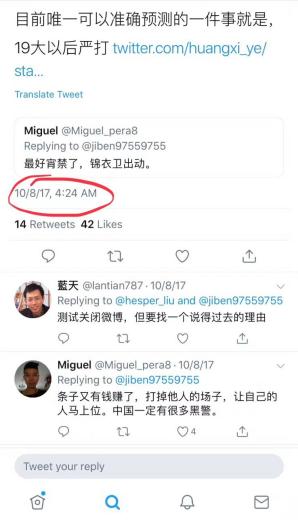 目前唯一可以准确预测的一件事就是，
19大以后严打 twitter.com/huangxi_ye/
sta...
Translate Tweet
Miguel @Miguel_pera8
Replying to @jiben97559755
最好宵禁了，锦衣卫出动。
10/8/17, 4:24 AM
14 Retweets 42 Likes
藍天 @lantian787 · 10/8/17
Replying to @hesper_liu and @jiben97559755
测试关闭微博，但要找一个说得过去的理由
Miguel @Miguel_pera8 · 10/8/17
Replying to @jiben97559755
条子又有钱赚了，打掉他人的场子，让自己的
人马上位。中国一定有很多黑警。
4
Tweet your reply